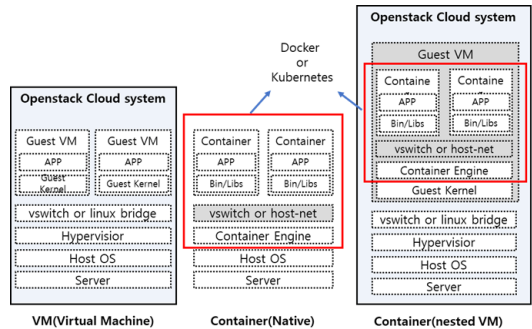 Openstack Cloud system
Guest VM
Containe
APP
Bin/Libs
Containe
APP
Bin/Libs
vswitch or host-net
Container Engine
Guest Kernel
vswitch or linux bridge
Hypervisior
Host OS
Server
Container(nested VM)
Docker
or
Kubernetes
Openstack Cloud system
Guest VM
APP
Guest
Kernel
Guest VM
APP
Guest Kernel
vswitch or linux bridge
Hypervisior
Host OS
Server
VM(Virtual Machine)
Container
APP
Bin/Libs
Container
APP
Bin/Libs
vswitch or host-net
Container Engine
Host OS
Server
Container(Native)